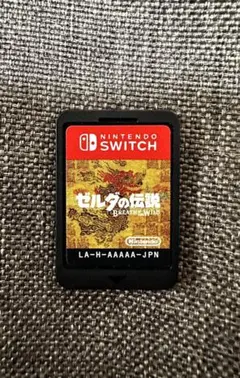 NINTENDO
SWITCH
ゼルダの伝説
BREATH OF THE WILD
Nintendo
LA-H-AAAAA-JPN